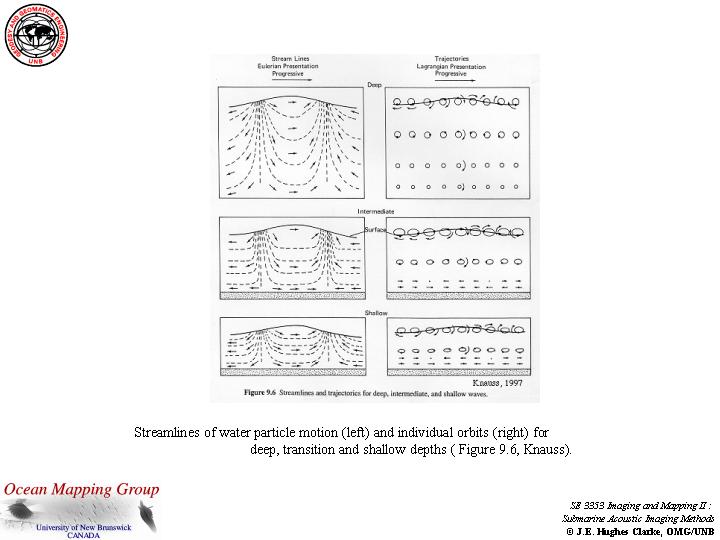 GEODESY AND GEOMATICS ENGINEERING
UNB
Stream Lines
Eulerian Presentation
Progressive
Trajectories
Lagrangian Presentation
Progressive
Deep
Intermediate
Surface
Shallow
Knauss, 1997
Figure 9.6 Streamlines and trajectories for deep, intermediate, and shallow waves.
Streamlines of water particle motion (left) and individual orbits (right) for
deep, transition and shallow depths ( Figure 9.6, Knauss).
Ocean Mapping Group
University of New Brunswick
CANADA
SE 3353 Imaging and Mapping II :
Submarine Acoustic Imaging Methods
© J.E. Hughes Clarke, OMG/UNB